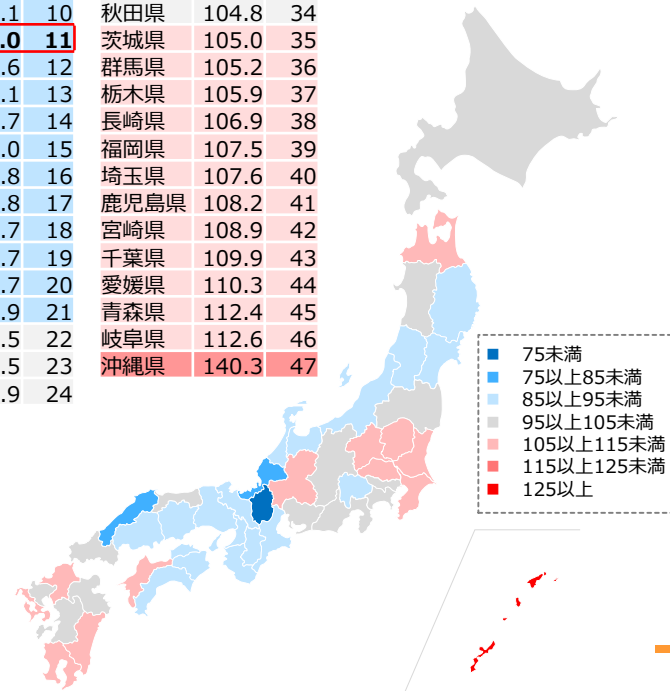 .1 10
.0 11
.6 12
.1 13
.7 14
.0 15
.8 16
.8 17
.7 18
.7 19
.7 20
.9 21
.5 22
.5 23
.9 24
秋田県 104.8 34
茨城県 105.0 35
群馬県 105.2 36
栃木県 105.9 37
長崎県 106.9 38
福岡県 107.5 39
埼玉県 107.6 40
鹿児島県 108.2 41
宮崎県 108.9 42
千葉県 109.9 43
愛媛県 110.3 44
青森県 112.4 45
岐阜県 112.6 46
沖縄県 140.3 47
75未満
75以上85未満
85以上95未満
95以上105未満
105以上115未満
115以上125未満
125以上